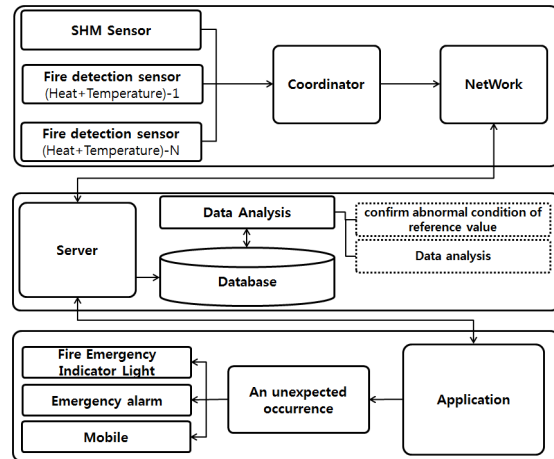 SHM Sensor
Fire detection sensor
(Heat+Temperature)-1
Fire detection sensor
(Heat+Temperature)-N
Coordinator
NetWork
Server
Data Analysis
Database
confirm abnormal condition of
reference value
Data analysis
Fire Emergency
Indicator Light
Emergency alarm
Mobile
An unexpected
occurrence
Application